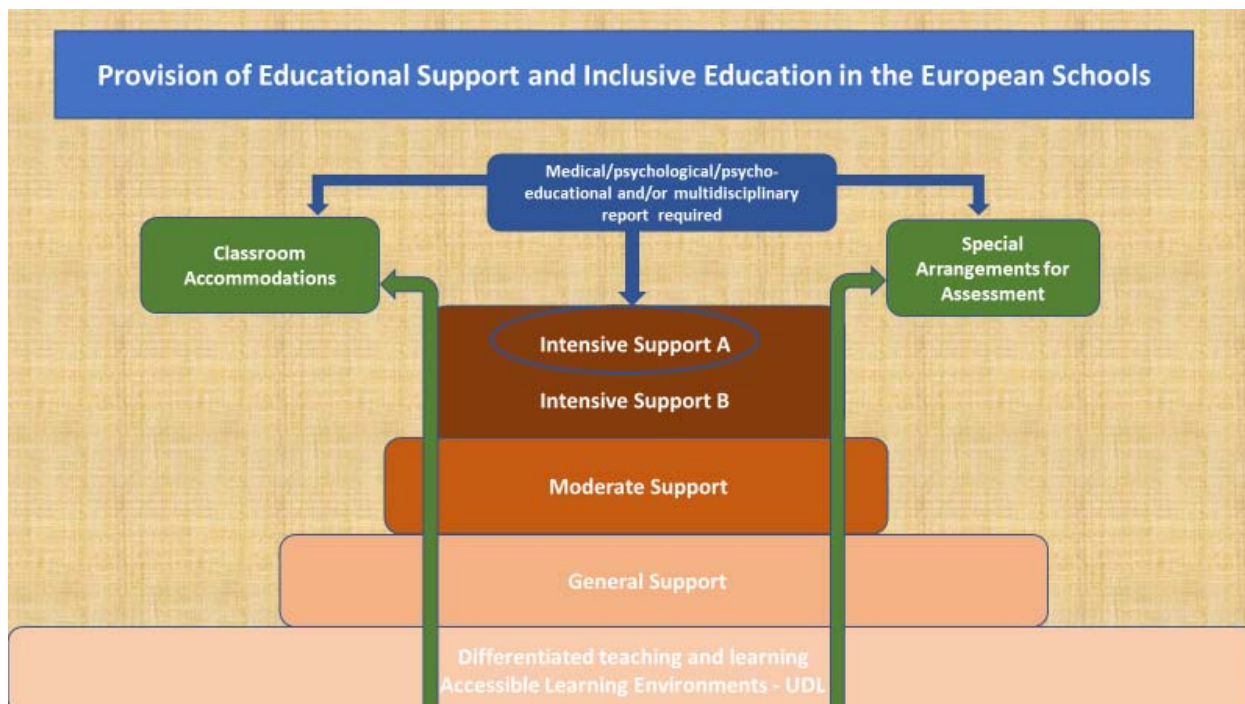 Provision of Educational Support and Inclusive Education in the European Schools
Medical/psychological/psycho-
educational and/or multidisciplinary
report required
Classroom
Accommodations
Special
Arrangements for
Assessment
Intensive Support A
Intensive Support B
Moderate Support
General Support
Differentiated teaching and learning
Accessible Learning Environments - UDL